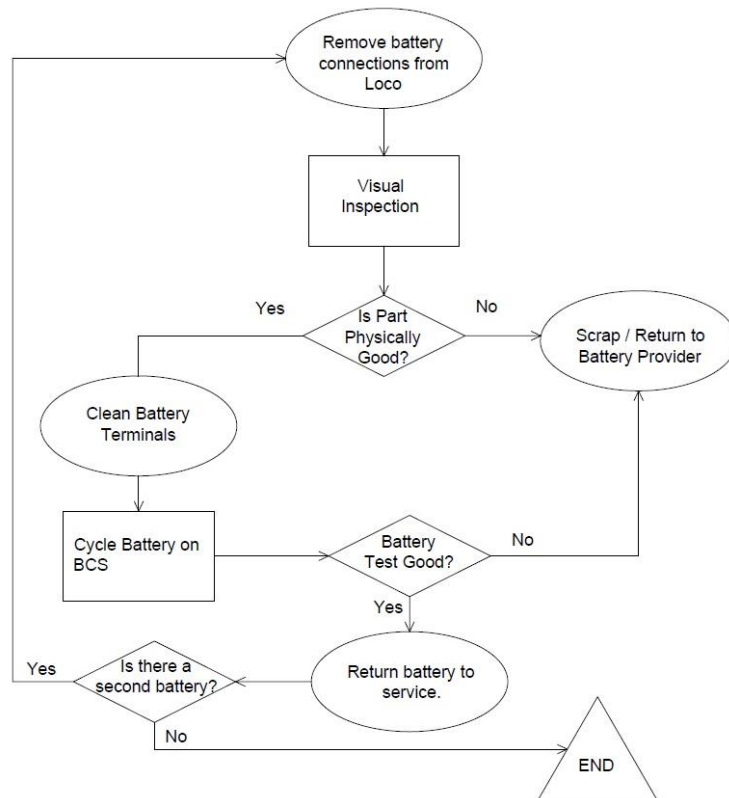 Remove battery
connections from
Loco
Visual
Inspection
Yes
Is Part
Physically
Good?
No
Scrap / Return to
Battery Provider
Clean Battery
Terminals
Cycle Battery on
BCS
Battery
Test Good?
No
Yes
Return battery to
service.
Is there a
second battery?
Yes
No
END